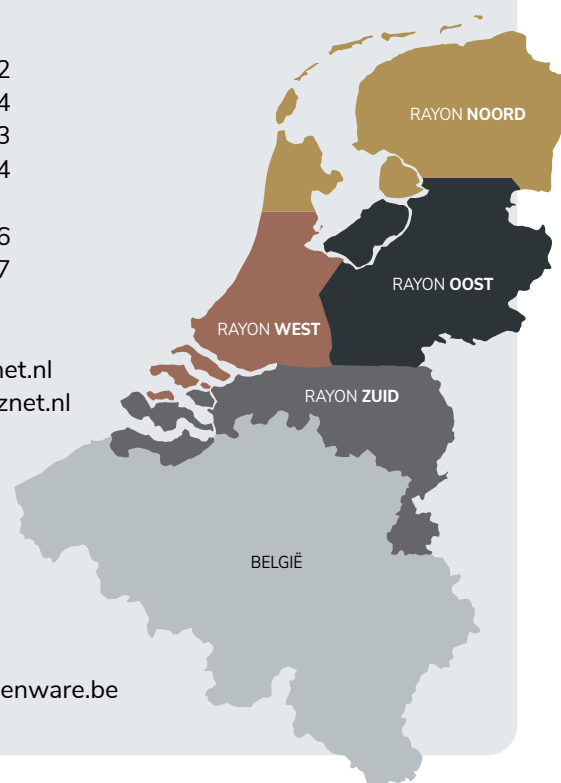 2
4
3
4
6
7
net.nl
znet.nl
enware.be
RAYON NOORD
RAYON OOST
RAYON WEST
RAYON ZUID
BELGIË